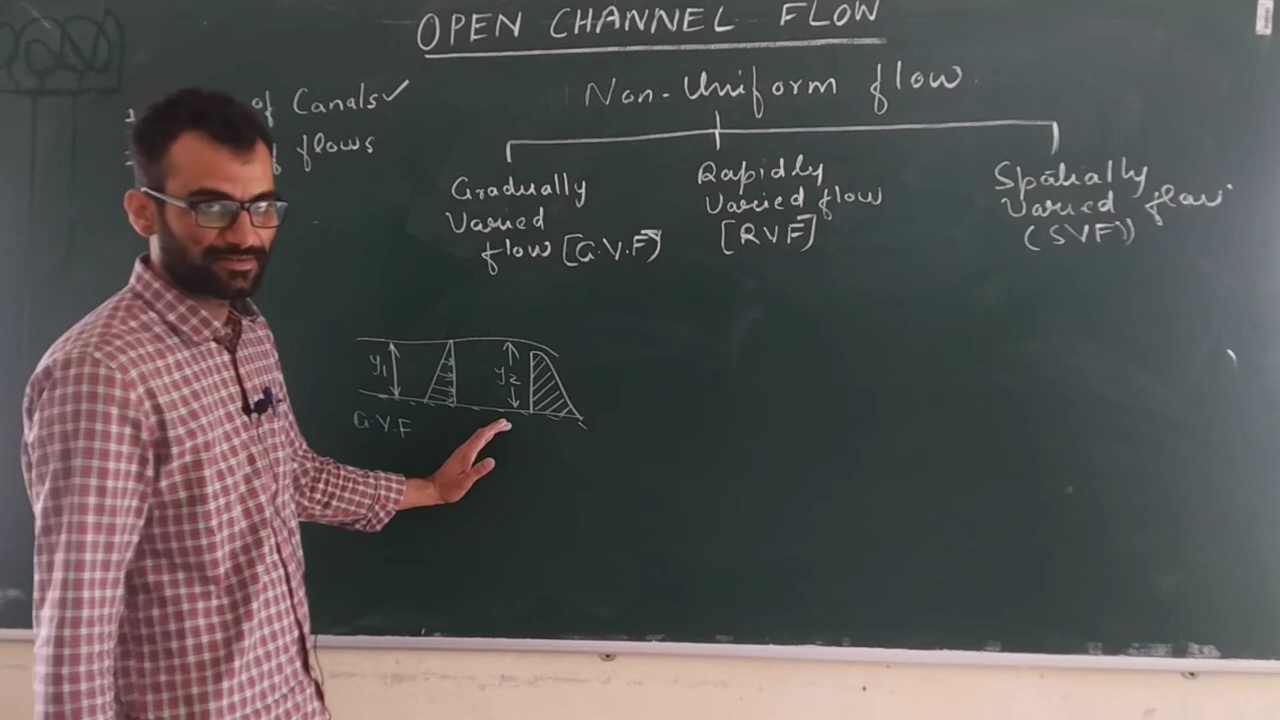 OPEN CHANNEL FLOW
Non-Uniform flow
of Canals✓
flows
Gradually
Varied
flow [G.V.F]
Rapidly
Varied flow
[RVF]
Spatially
Varied flow
(SVF)
y1
y2
G.V.F